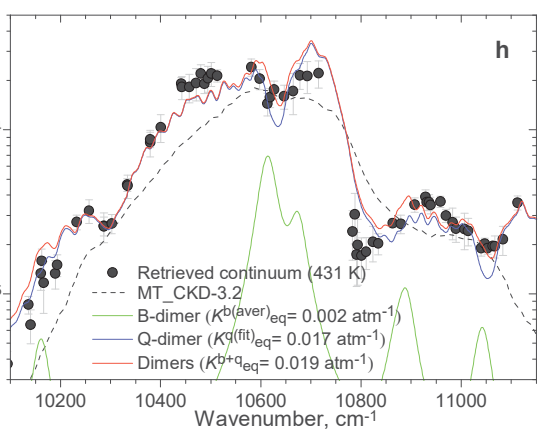 h
Retrieved continuum (431 K)
MT_CKD-3.2
B-dimer (K^b(aver)_eq= 0.002 atm⁻¹)
Q-dimer (K^q(fit)_eq= 0.017 atm⁻¹)
Dimers (K^b+q_eq= 0.019 atm⁻¹)
10200 10400 10600 10800 11000
Wavenumber, cm⁻¹